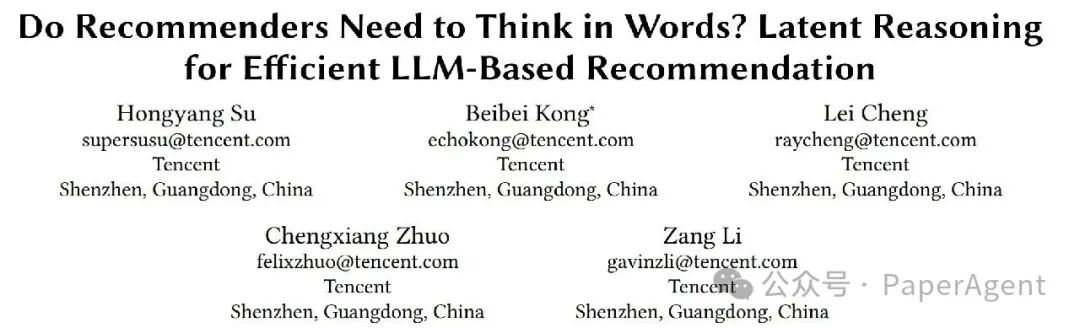 Do Recommenders Need to Think in Words? Latent Reasoning
for Efficient LLM-Based Recommendation
Hongyang Su
supersusu@tencent.com
Tencent
Shenzhen, Guangdong, China
Beibei Kong*
echokong@tencent.com
Tencent
Shenzhen, Guangdong, China
Lei Cheng
raycheng@tencent.com
Tencent
Shenzhen, Guangdong, China
Chengxiang Zhuo
felixzhuo@tencent.com
Tencent
Shenzhen, Guangdong, China
Zang Li
gavinzli@tencent.com
Tencent
Shenzhen, Guangdong, China
公众号 · PaperAgent